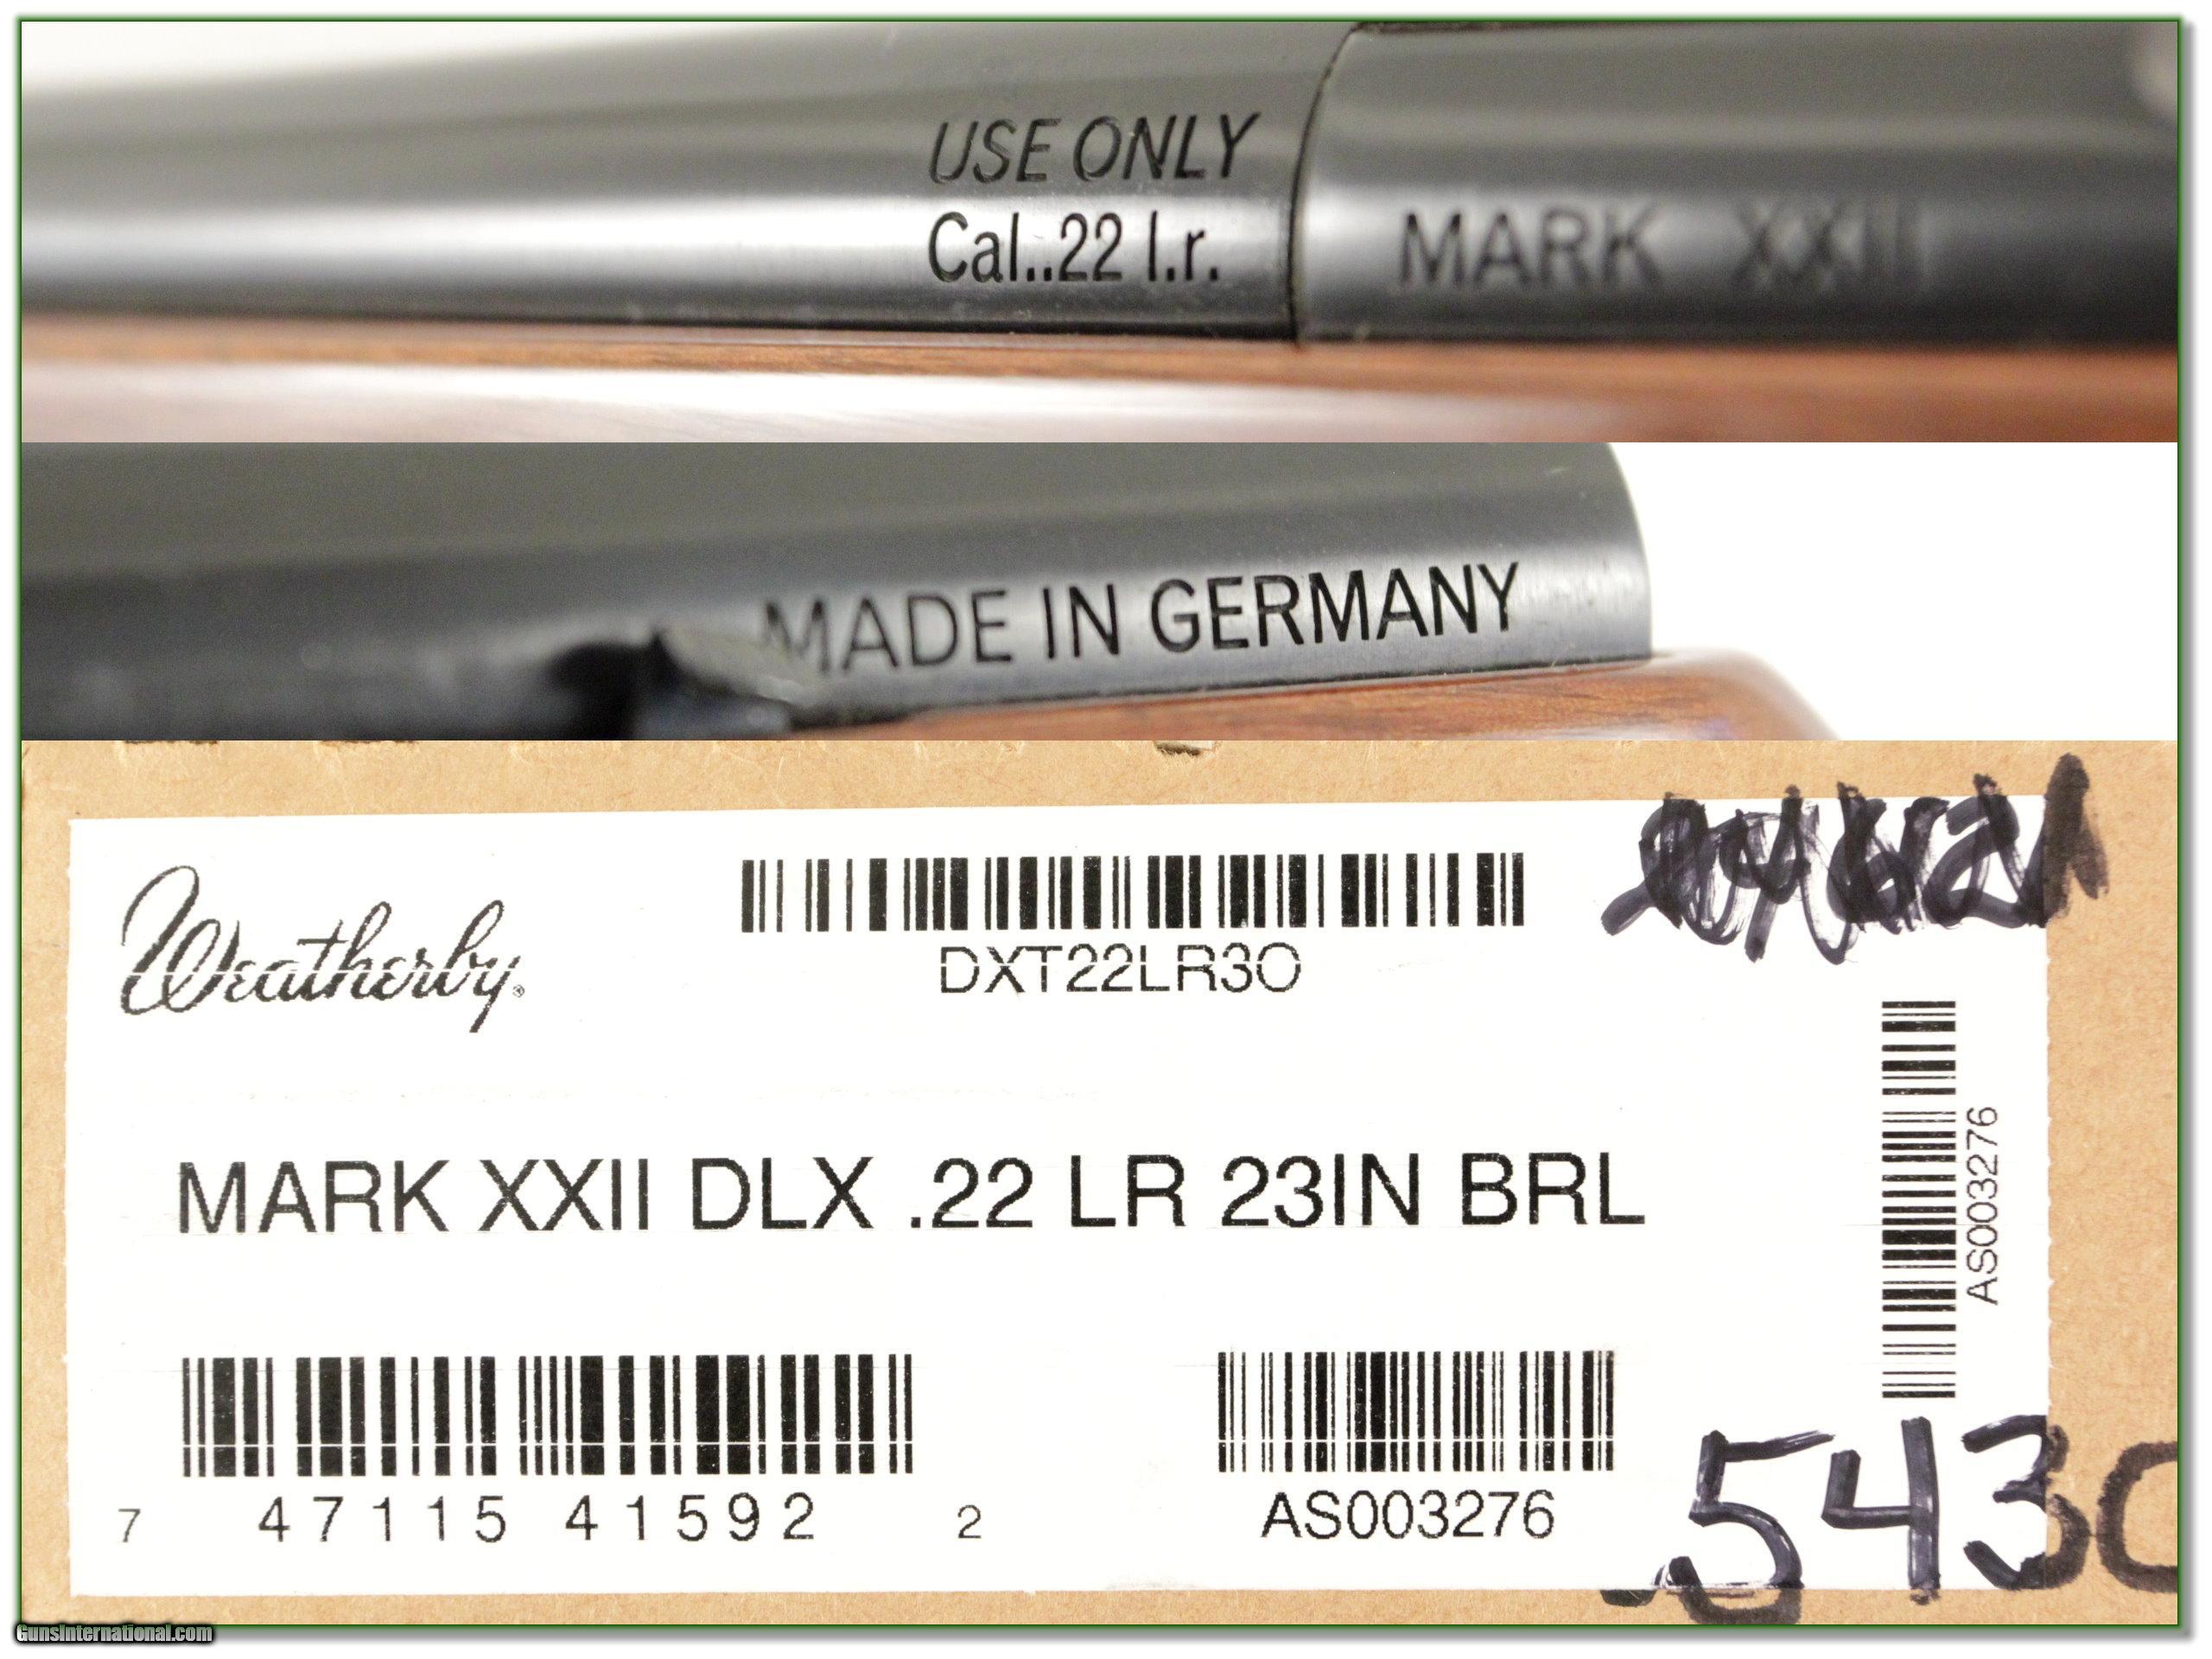 USE ONLY
Cal..22 l.r.
MARK XXII
MADE IN GERMANY
Weatherby®
DXT22LR3O
MARK XXII DLX .22 LR 23IN BRL
AS003276
7 47115 41592 2
AS003276
543
GunsInternational.com